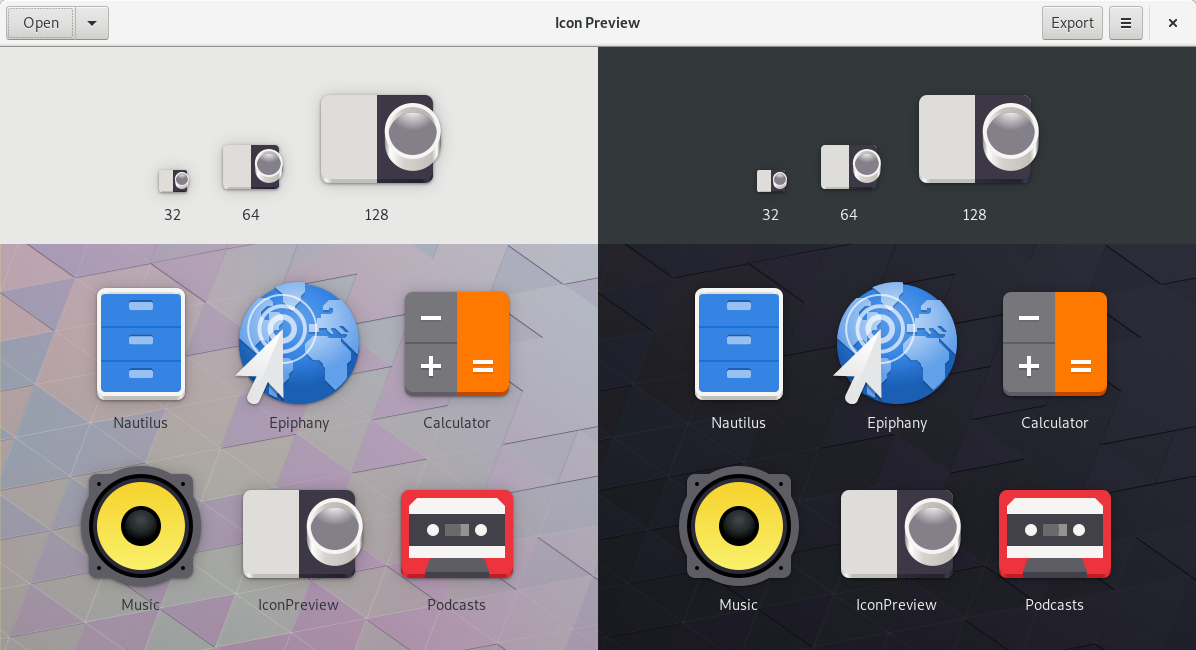 Open
Icon Preview
Export
32
64
128
32
64
128
Nautilus
Epiphany
Calculator
Nautilus
Epiphany
Calculator
Music
IconPreview
Podcasts
Music
IconPreview
Podcasts